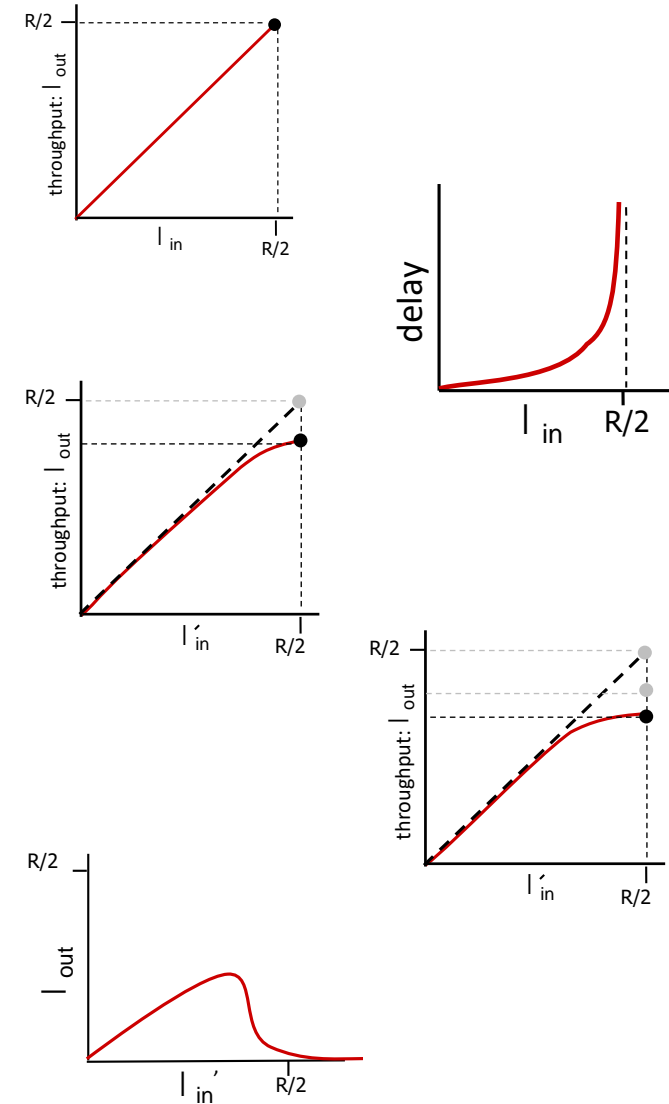 R/2
throughput: l out
l in
R/2
delay
l in
R/2
R/2
throughput: l out
l′in
R/2
R/2
throughput: l out
l′in
R/2
R/2
l out
l in′
R/2